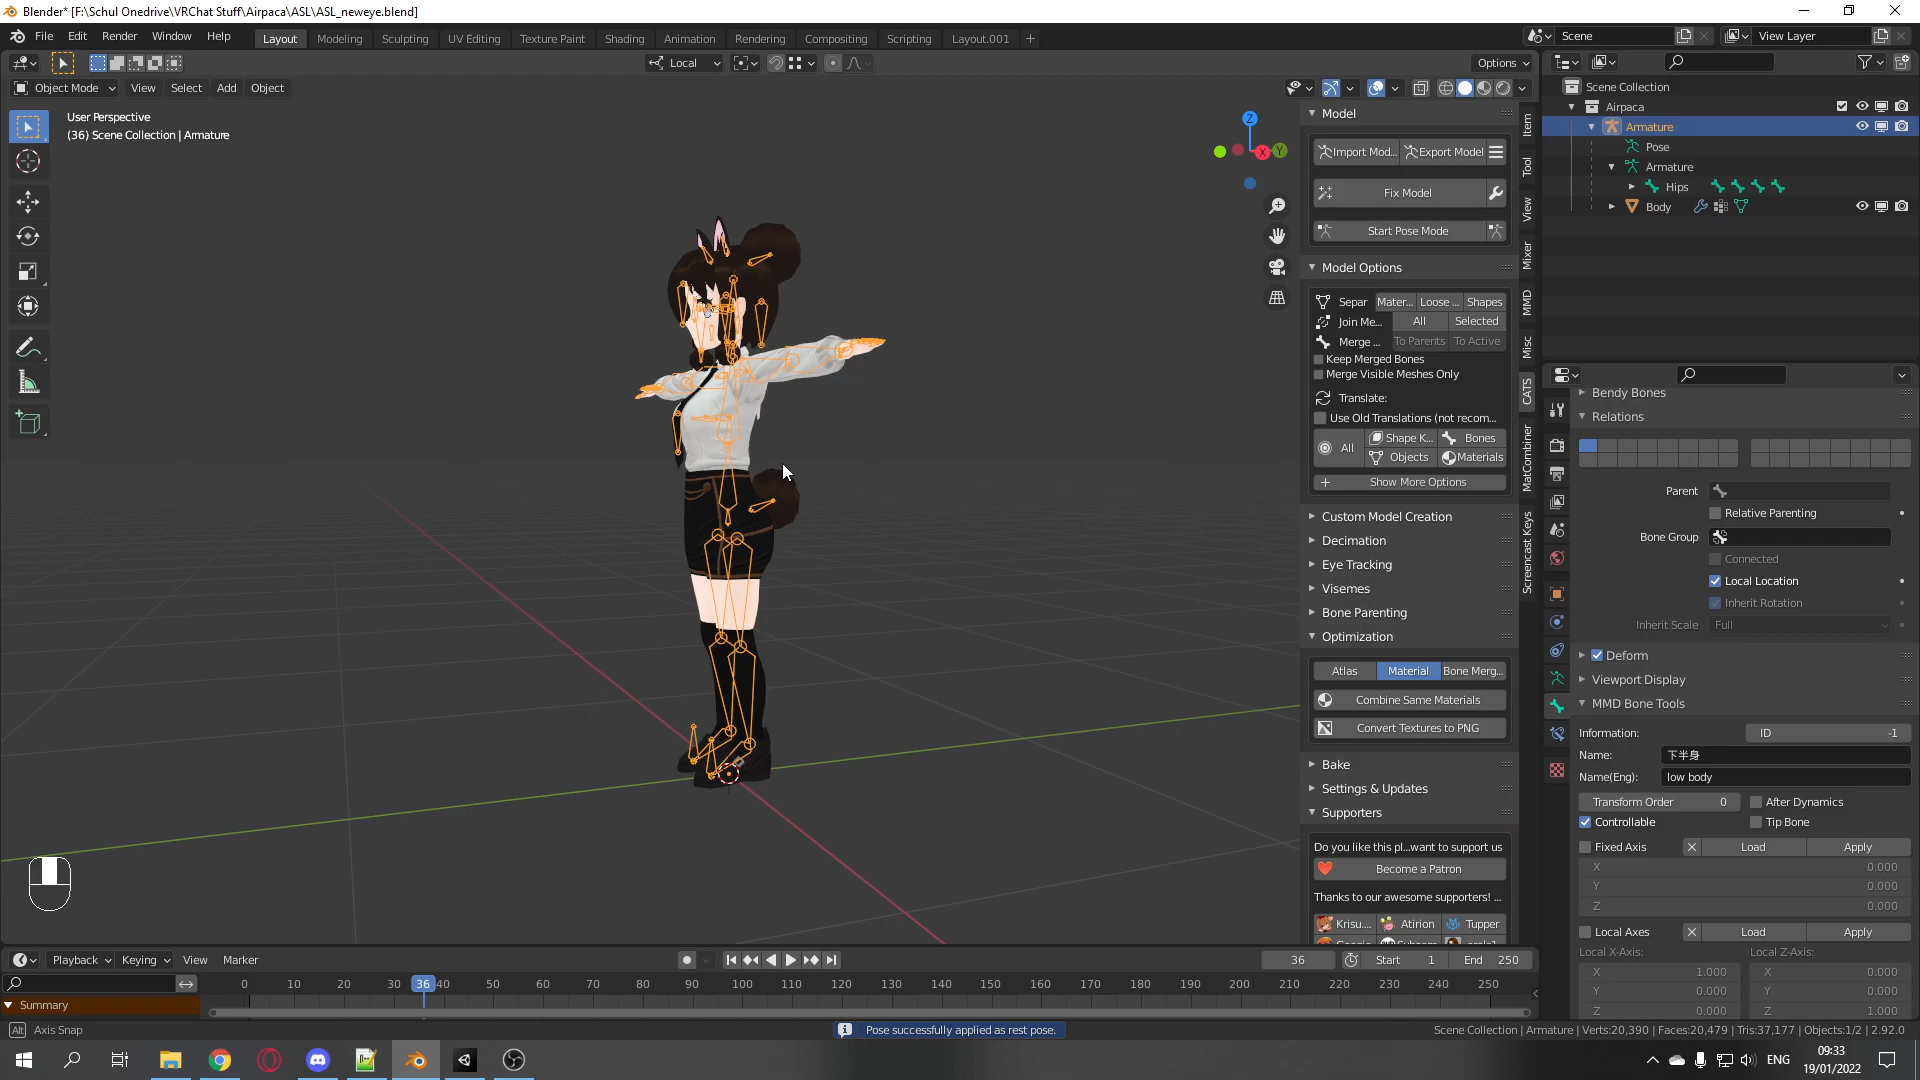 Blender* [F:\Schul Onedrive\VRChat Stuff\Airpaca\ASL\ASL_neweye.blend]
File Edit Render Window Help
Layout Modeling Sculpting UV Editing Texture Paint Shading Animation Rendering Compositing Scripting Layout.001 +
Scene
View Layer
Local
Options
Object Mode View Select Add Object
User Perspective
(36) Scene Collection | Armature
Z
X
Y
Model
Import Mod...
Export Model
Fix Model
Start Pose Mode
Model Options
Separ Mater... Loose ... Shapes
Join Me... All Selected
Merge ... To Parents To Active
Keep Merged Bones
Merge Visible Meshes Only
Translate:
Use Old Translations (not recom...
All Shape K... Bones
Objects Materials
Show More Options
Custom Model Creation
Decimation
Eye Tracking
Visemes
Bone Parenting
Optimization
Atlas Material Bone Merg...
Combine Same Materials
Convert Textures to PNG
Bake
Settings & Updates
Supporters
Do you like this pl...want to support us
Become a Patron
Thanks to our awesome supporters! ...
Krisu.... Atirion Tupper
Item
Tool
View
Mixer
MMD
Misc
CATS
MatCombiner
Screencast Keys
Scene Collection
Airpaca
Armature
Pose
Armature
Hips
Body
Bendy Bones
Relations
Parent
Relative Parenting
Bone Group
Connected
Local Location
Inherit Rotation
Inherit Scale Full
Deform
Viewport Display
MMD Bone Tools
Information: ID -1
Name: 下半身
Name(Eng): low body
Transform Order 0 After Dynamics
Controllable Tip Bone
Fixed Axis Load Apply
X 0.000
Y 0.000
Z 0.000
Local Axes Load Apply
Local X-Axis: Local Z-Axis:
X 1.000 X 0.000
Y 0.000 Y 0.000
Z 0.000 Z 1.000
Playback Keying View Marker
36 Start 1 End 250
0 10 20 30 36 40 50 60 70 80 90 100 110 120 130 140 150 160 170 180 190 200 210 220 230 240 250
Summary
Alt Axis Snap
Pose successfully applied as rest pose.
Scene Collection | Armature | Verts:20,390 | Faces:20,479 | Tris:37,177 | Objects:1/2 | 2.92.0
ENG
09:33
19/01/2022